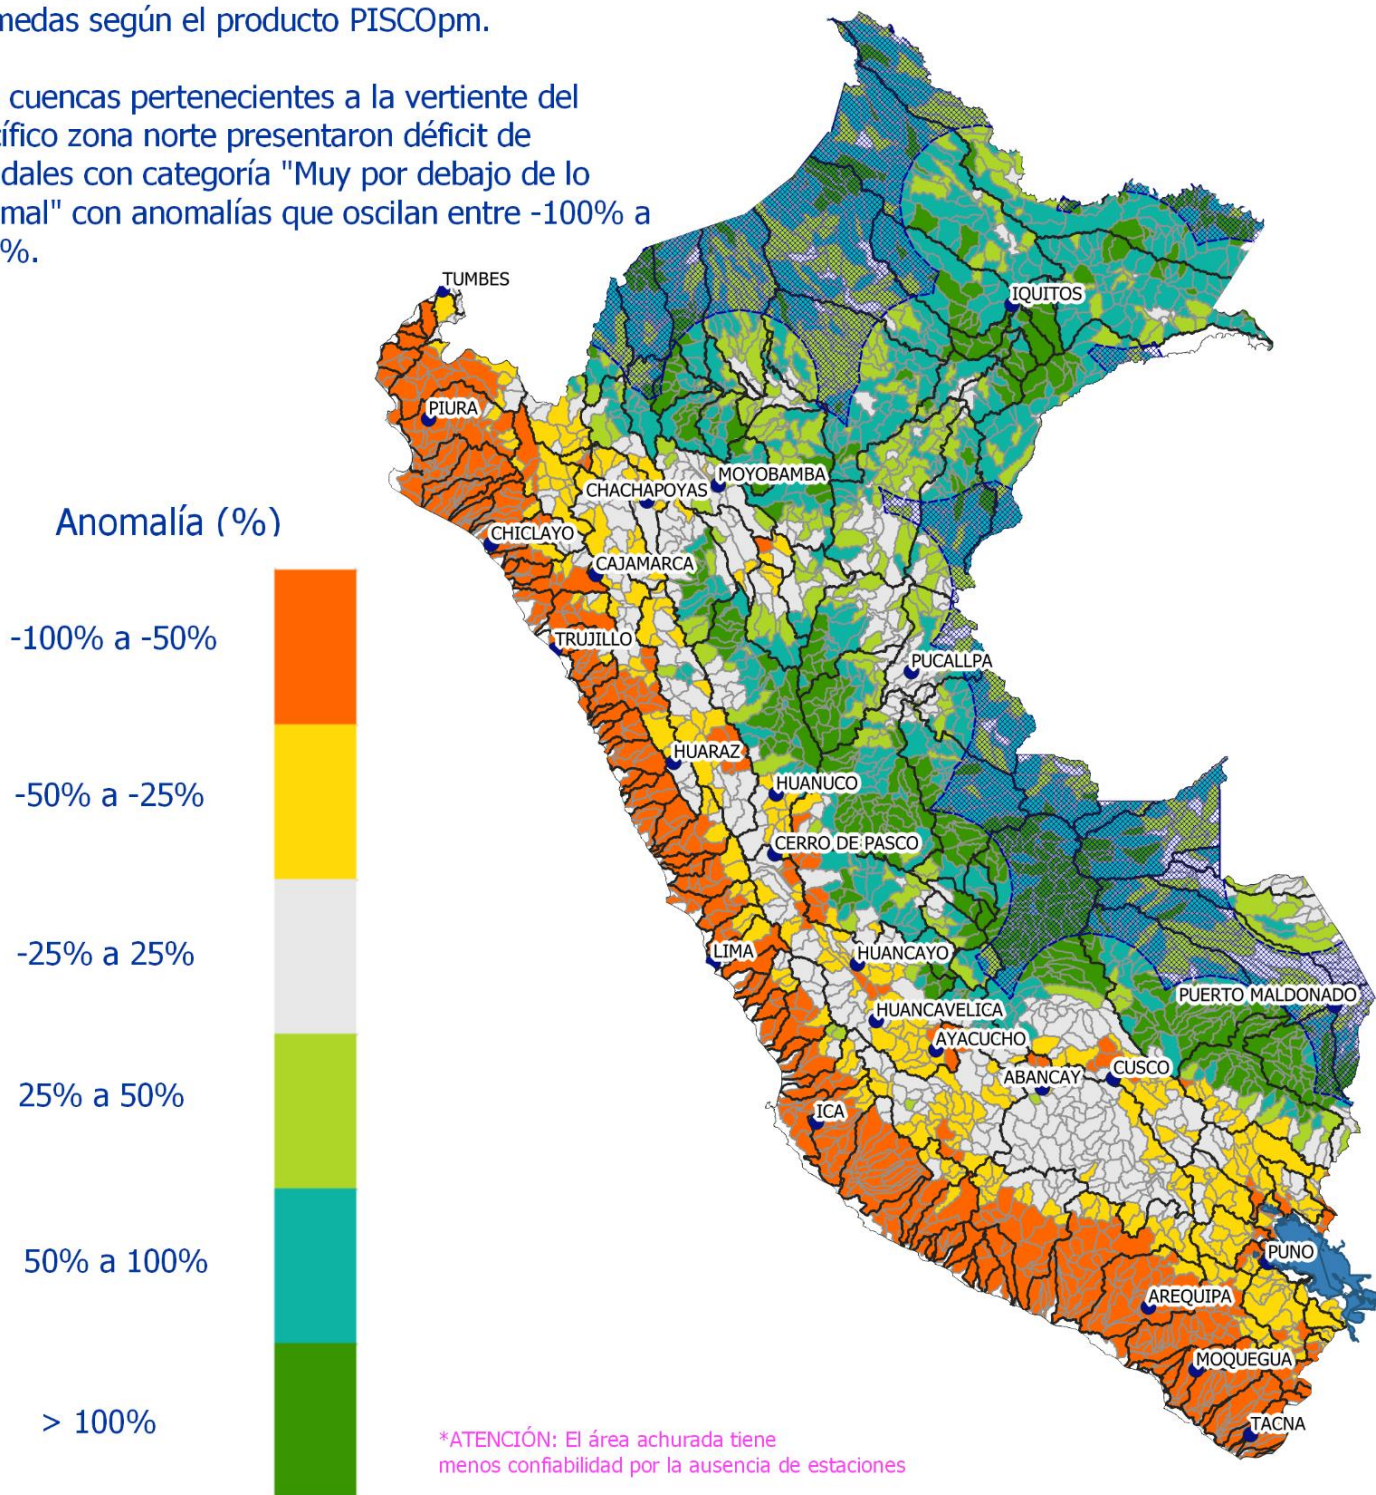 medas según el producto PISCOpm.
cuencas pertenecientes a la vertiente del
ífico zona norte presentaron déficit de
dales con categoría "Muy por debajo de lo
mal" con anomalías que oscilan entre -100% a
%.
TUMBES
IQUITOS
PIURA
MOYOBAMBA
CHACHAPOYAS
Anomalía (%)
CHICLAYO
CAJAMARCA
-100% a -50%
TRUJILLO
PUCALLPA
HUARAZ
HUANUCO
-50% a -25%
CERRO DE PASCO
-25% a 25%
LIMA
HUANCAYO
PUERTO MALDONADO
HUANCAVELICA
AYACUCHO
ABANCAY
CUSCO
25% a 50%
ICA
50% a 100%
PUNO
AREQUIPA
MOQUEGUA
> 100%
TACNA
*ATENCIÓN: El área achurada tiene
menos confiabilidad por la ausencia de estaciones